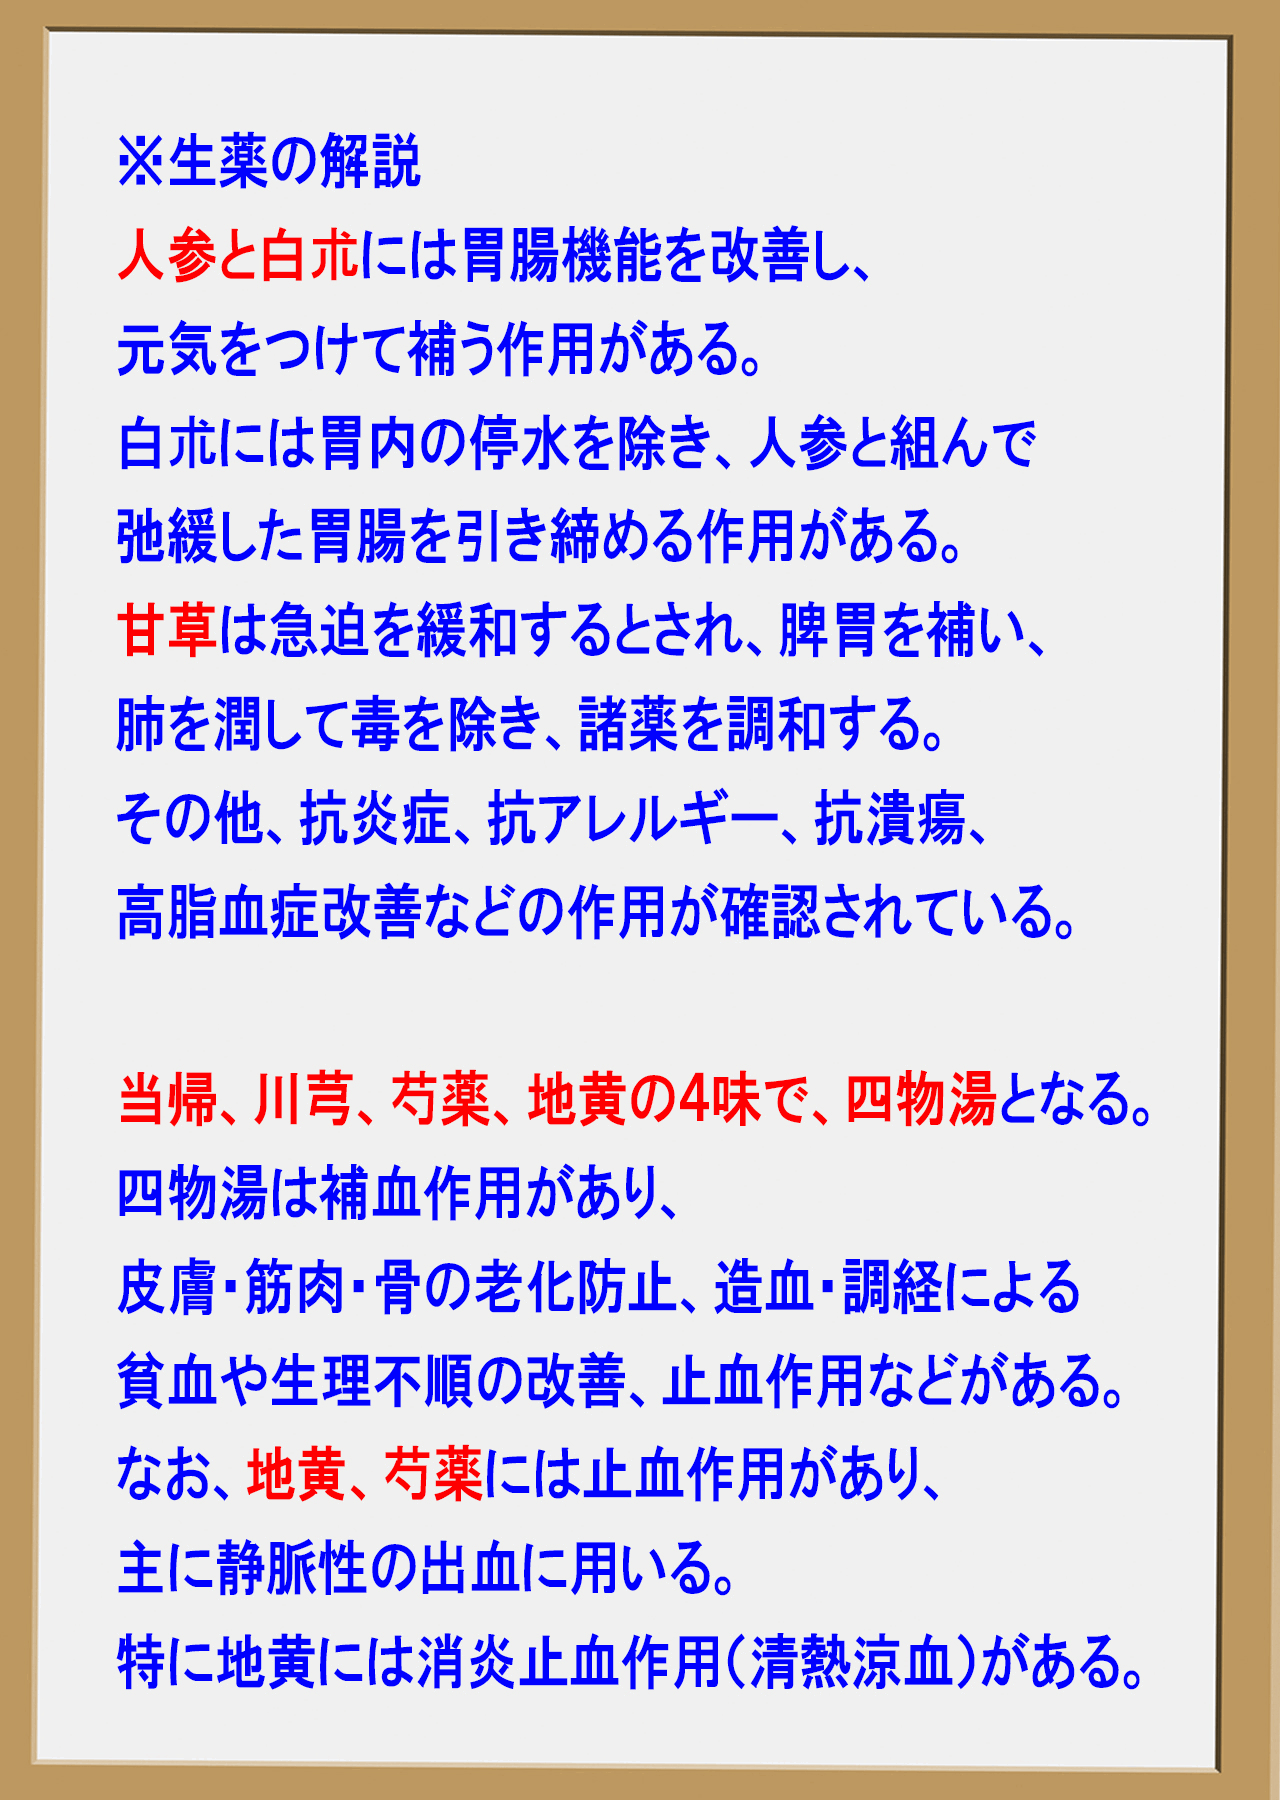 ※生薬の解説
人参と白朮には胃腸機能を改善し、
元気をつけて補う作用がある。
白朮には胃内の停水を除き、人参と組んで
弛緩した胃腸を引き締める作用がある。
甘草は急迫を緩和するとされ、脾胃を補い、
肺を潤して毒を除き、諸薬を調和する。
その他、抗炎症、抗アレルギー、抗潰瘍、
高脂血症改善などの作用が確認されている。
当帰、川芎、芍薬、地黄の4味で、四物湯となる。
四物湯は補血作用があり、
皮膚・筋肉・骨の老化防止、造血・調経による
貧血や生理不順の改善、止血作用などがある。
なお、地黄、芍薬には止血作用があり、
主に静脈性の出血に用いる。
特に地黄には消炎止血作用(清熱涼血)がある。